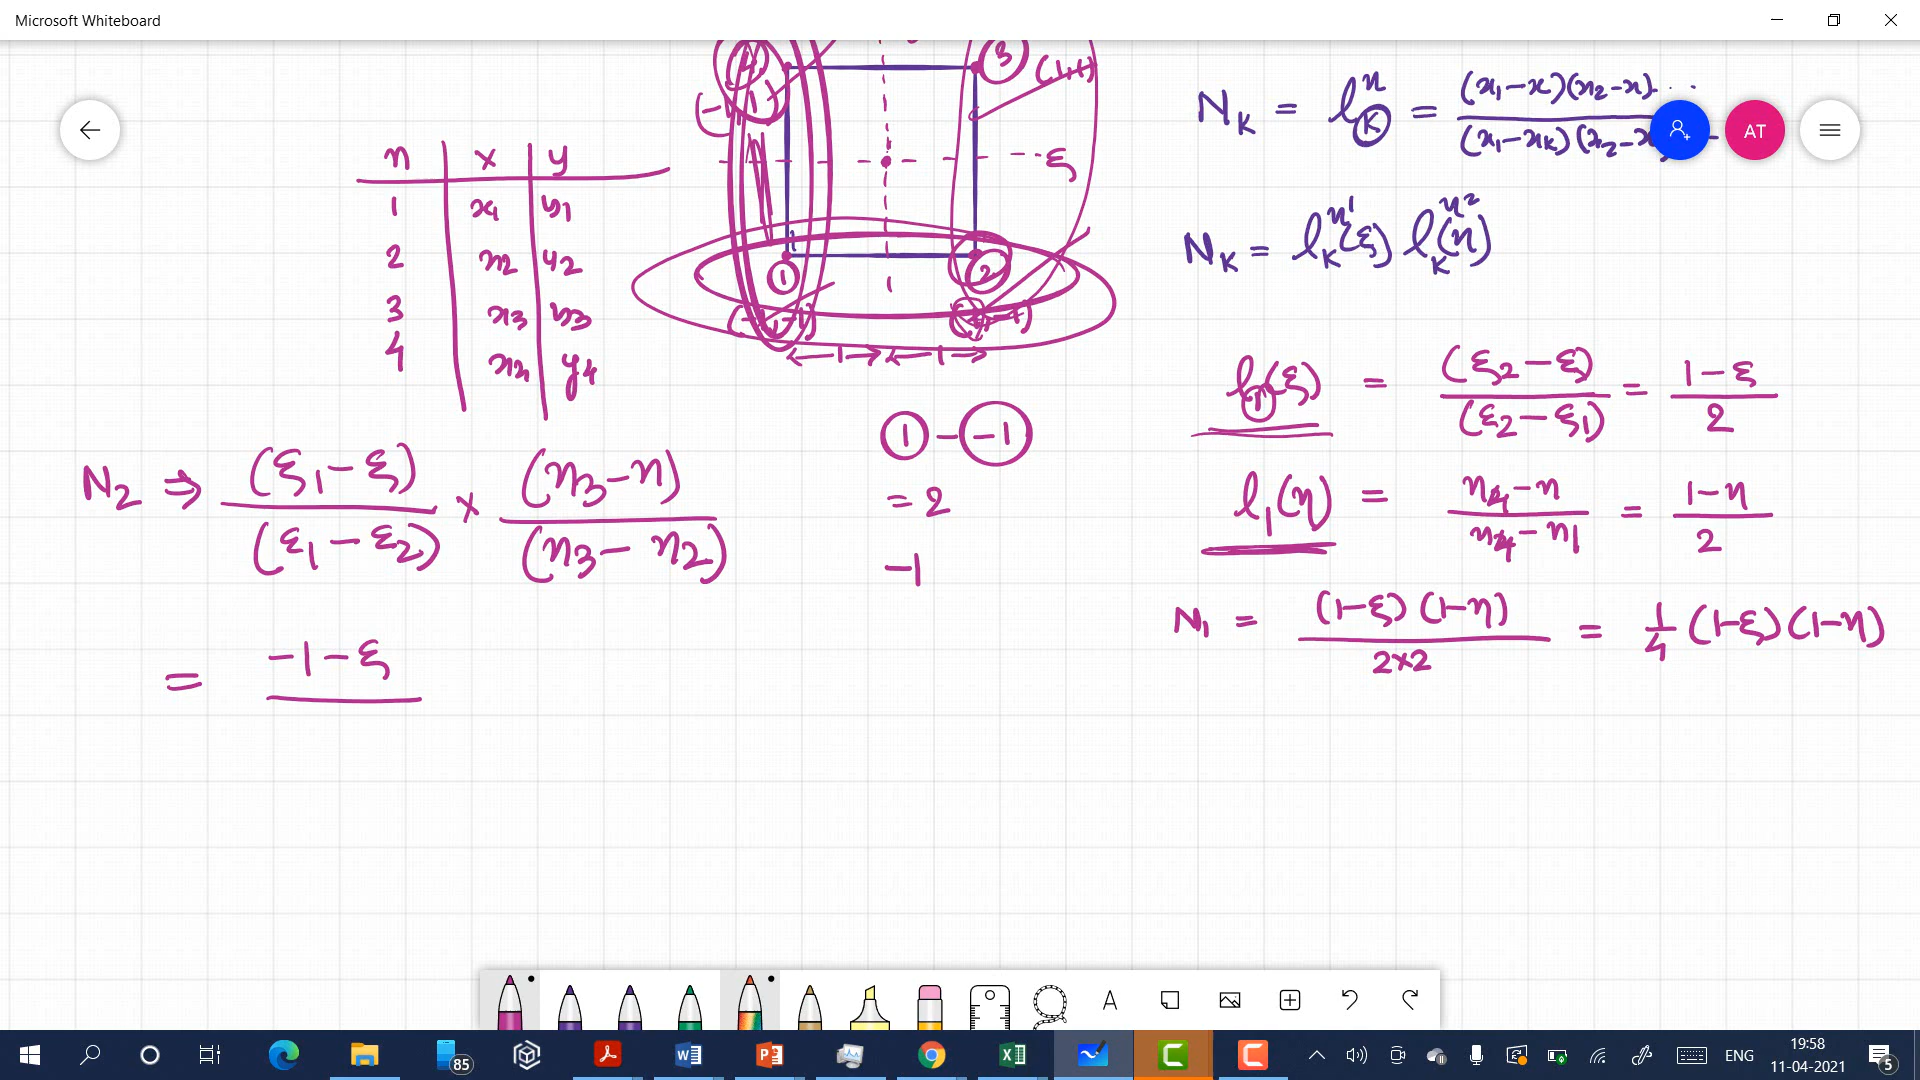 Microsoft Whiteboard
n x y
1 x1 y1
2 x2 y2
3 x3 y3
4 x4 y4
4 3 (1,1)
(-1,1)
ξ
1 2
(-1,-1) (1,-1)
1 1
N_K = l_K^n = (x1-x)(x2-x)... / (x1-xK)(x2-x
AT
N_K = l_K^{n1}(ξ) l_K^{n2}(η)
l1(ξ) = (ξ2-ξ) / (ξ2-ξ1) = 1-ξ / 2
l1(η) = η4-η / η4-η1 = 1-η / 2
N1 = (1-ξ)(1-η) / 2×2 = 1/4 (1-ξ)(1-η)
1 - -1
= 2
-1
N2 ⇒ (ξ1-ξ) / (ξ1-ξ2) × (η3-η) / (η3-η2)
= -1-ξ
A
85
ENG
19:58
11-04-2021
5